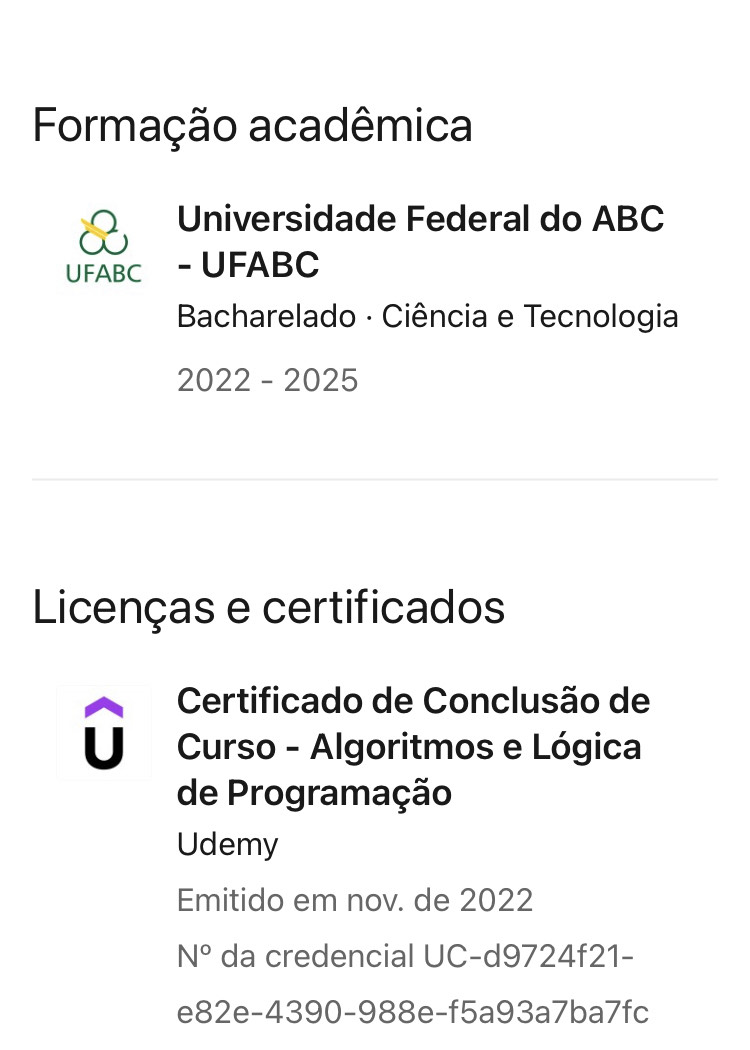 Formação acadêmica
UFABC
Universidade Federal do ABC
- UFABC
Bacharelado · Ciência e Tecnologia
2022 - 2025
Licenças e certificados
U
Certificado de Conclusão de
Curso - Algoritmos e Lógica
de Programação
Udemy
Emitido em nov. de 2022
Nº da credencial UC-d9724f21-
e82e-4390-988e-f5a93a7ba7fc